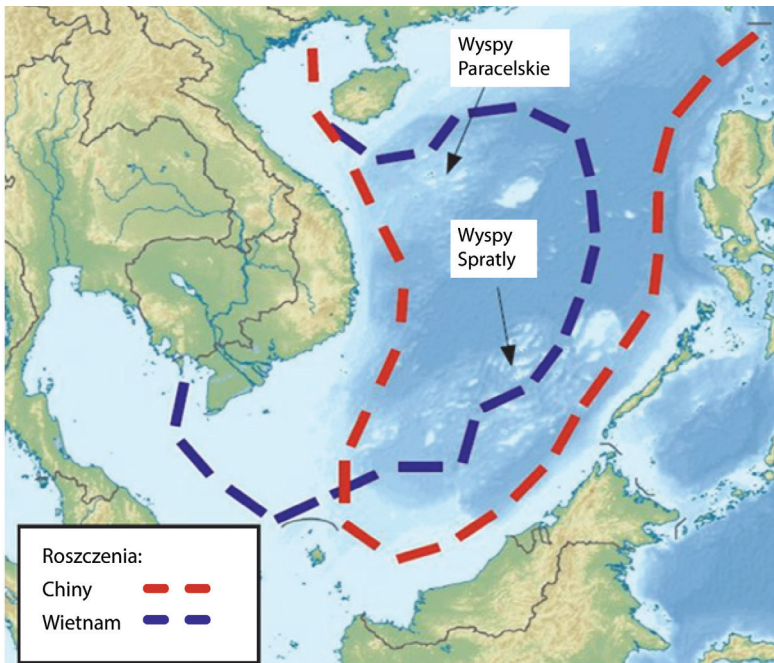 Wyspy
Paracelskie
Wyspy
Spratly
Roszczenia:
Chiny
Wietnam